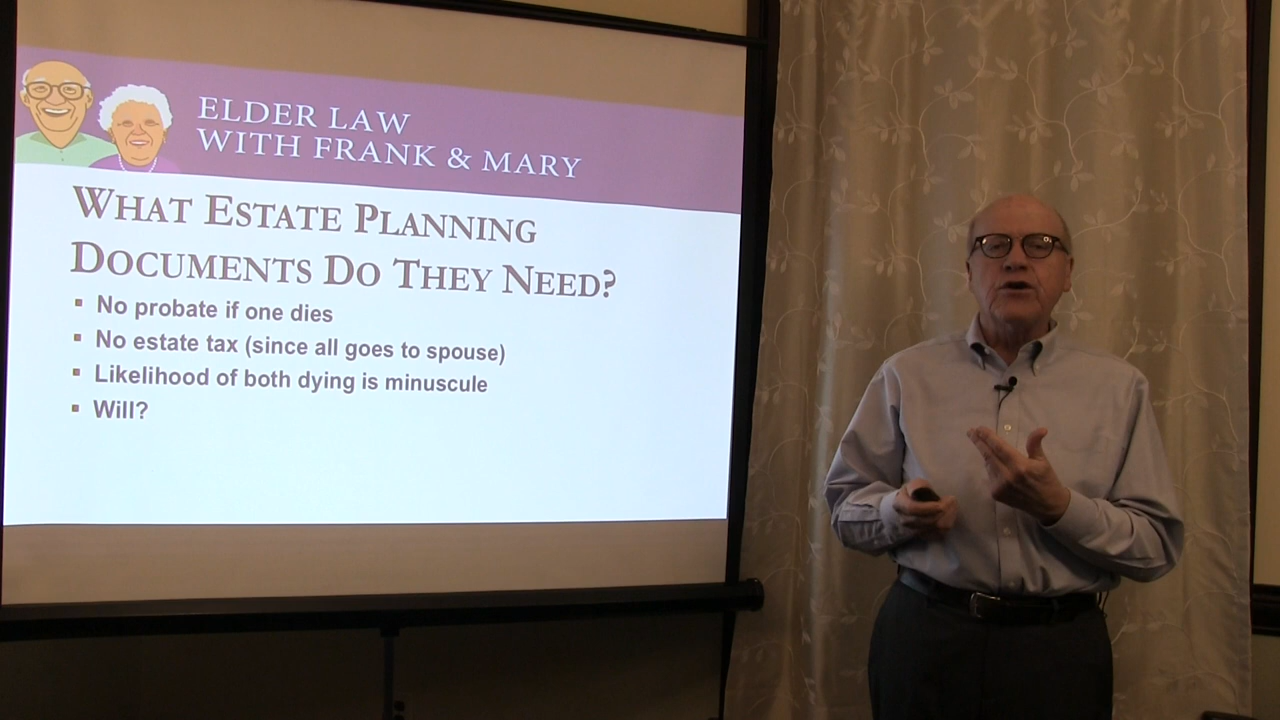 ELDER LAW
WITH FRANK & MARY
WHAT ESTATE PLANNING
DOCUMENTS DO THEY NEED?
No probate if one dies
No estate tax (since all goes to spouse)
Likelihood of both dying is minuscule
Will?